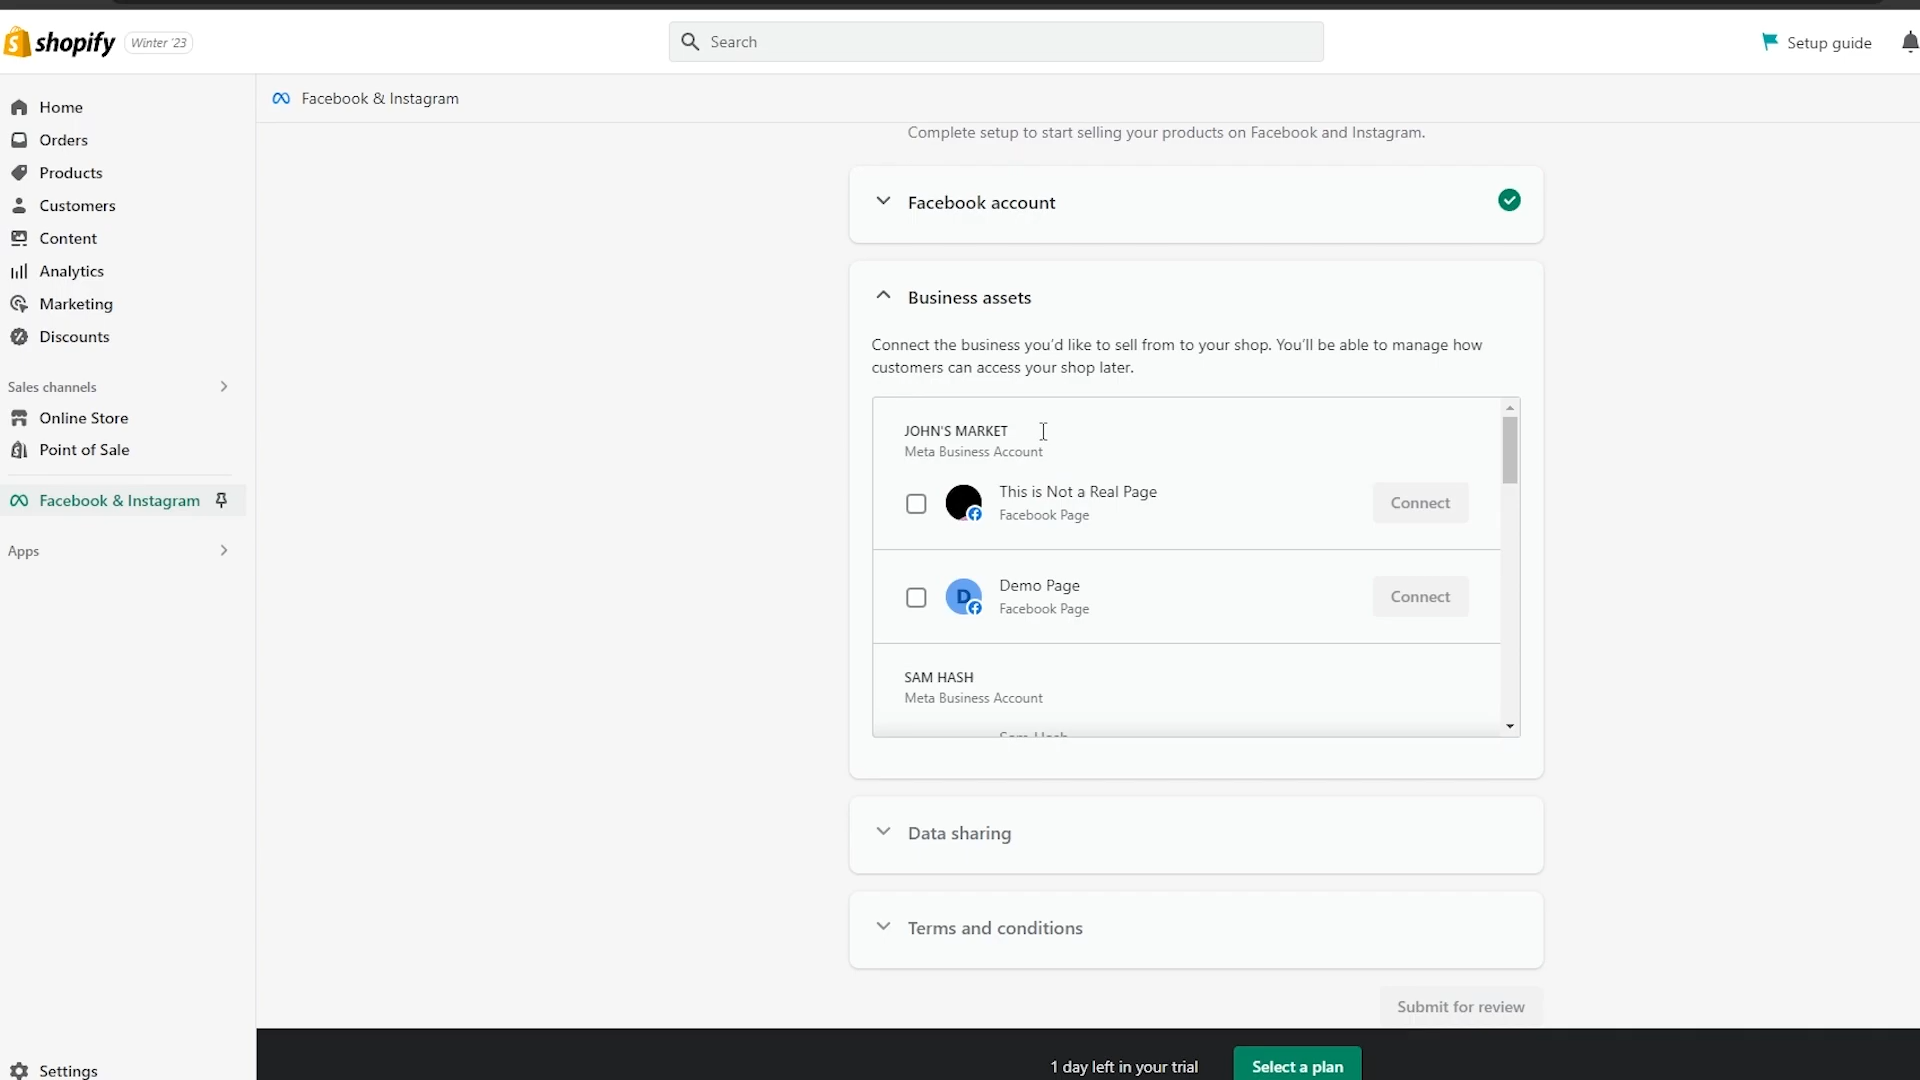 shopify Winter '23
Search
Setup guide
Home
Orders
Products
Customers
Content
Analytics
Marketing
Discounts
Sales channels
Online Store
Point of Sale
Facebook & Instagram
Apps
Settings
Facebook & Instagram
Complete setup to start selling your products on Facebook and Instagram.
Facebook account
Business assets
Connect the business you'd like to sell from to your shop. You'll be able to manage how
customers can access your shop later.
JOHN'S MARKET
Meta Business Account
This is Not a Real Page
Facebook Page
Connect
D
Demo Page
Facebook Page
Connect
SAM HASH
Meta Business Account
Sam Hash
Data sharing
Terms and conditions
Submit for review
1 day left in your trial
Select a plan